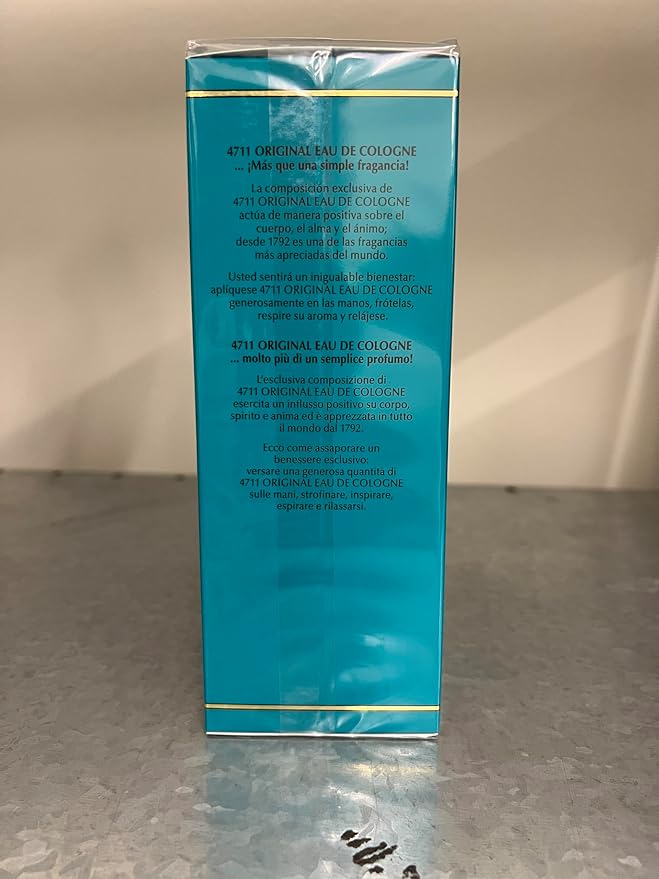 4711 ORIGINAL EAU DE COLOGNE
... ¡Más que una simple fragancia!
La composición exclusiva de
4711 ORIGINAL EAU DE COLOGNE
actúa de manera positiva sobre el
cuerpo, el alma y el ánimo;
desde 1792 es una de las fragancias
más apreciadas del mundo.
Usted sentirá un inigualable bienestar:
aplíquese 4711 ORIGINAL EAU DE COLOGNE
generosamente en las manos, frótelas,
respire su aroma y relájese.
4711 ORIGINAL EAU DE COLOGNE
... molto più di un semplice profumo!
L'esclusiva composizione di
4711 ORIGINAL EAU DE COLOGNE
esercita un influsso positivo su corpo,
spirito e anima ed è apprezzata in tutto
il mondo dal 1792.
Ecco come assaporare un
benessere esclusivo:
versare una generosa quantità di
4711 ORIGINAL EAU DE COLOGNE
sulle mani, strofinare, inspirare,
espirare e rilassarsi.